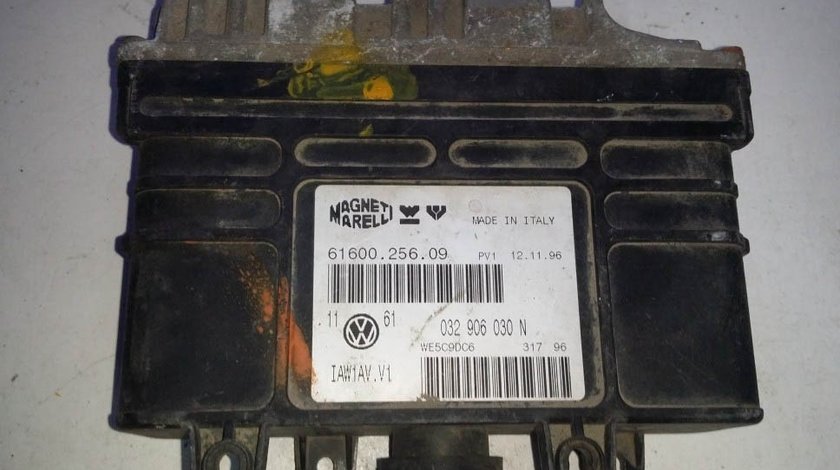 MAGNETI
MARELLI
MADE IN ITALY
61600.256.09 PV1 12.11.96
11 61 032 906 030 N
WE5C9DC6 317 96
IAW1AV.V1